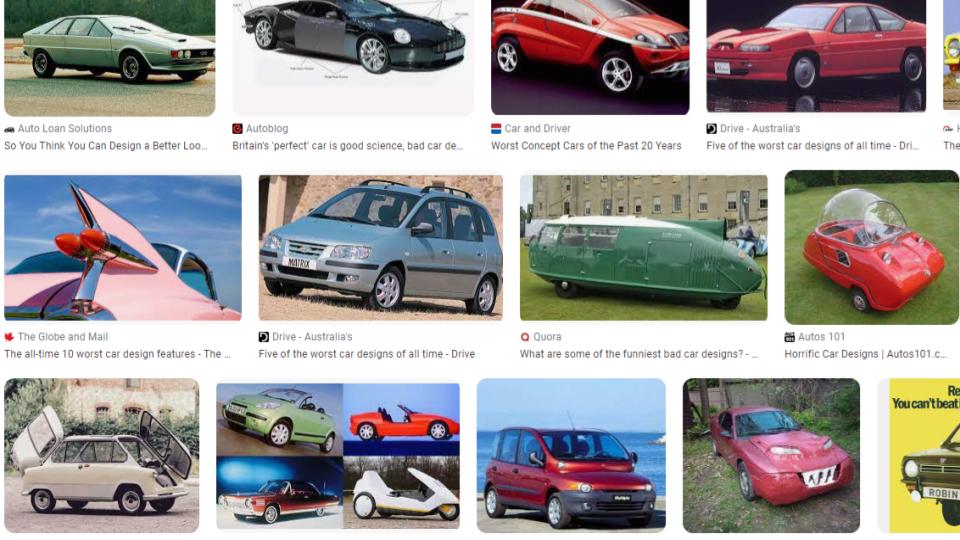 Auto Loan Solutions
So You Think You Can Design a Better Loo...
Autoblog
Britain's 'perfect' car is good science, bad car de...
Car and Driver
Worst Concept Cars of the Past 20 Years
Drive - Australia's
Five of the worst car designs of all time - Dri...
The
MATRIX
The Globe and Mail
The all-time 10 worst car design features - The ...
Drive - Australia's
Five of the worst car designs of all time - Drive
Quora
What are some of the funniest bad car designs? - ...
Autos 101
Horrific Car Designs | Autos101.c...
Re
You can't beat
Multipla
ROBIN